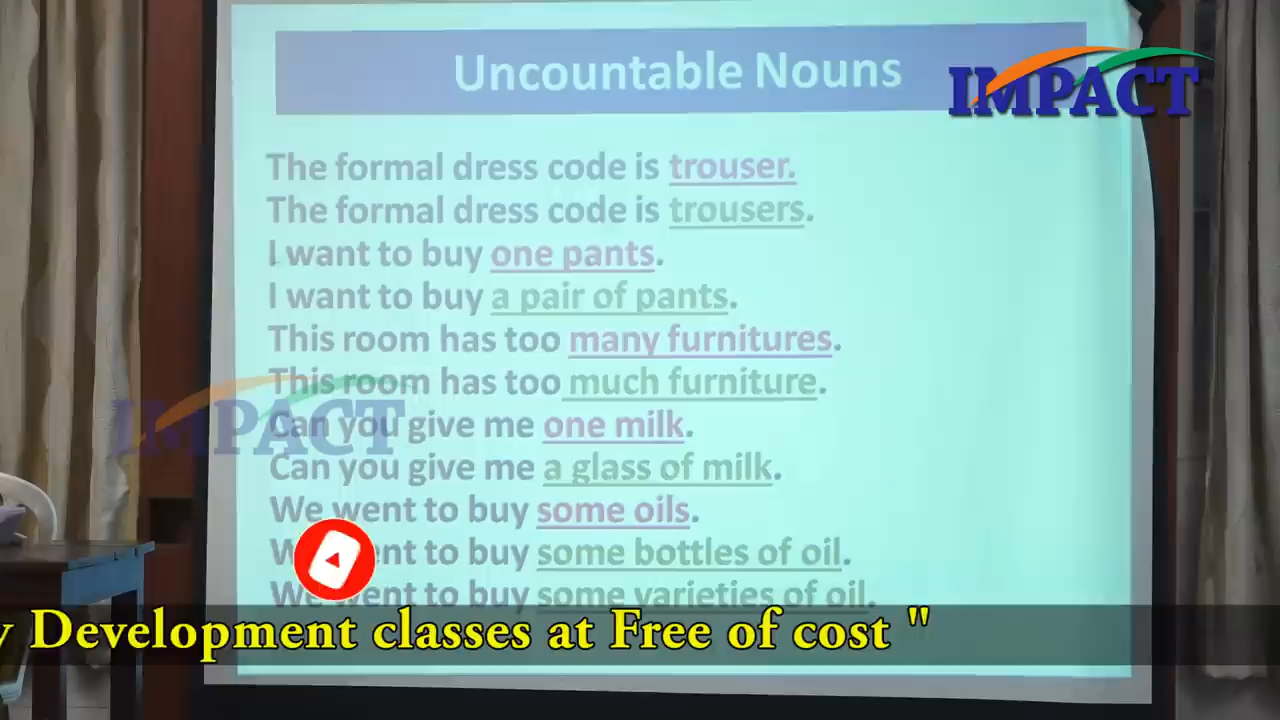 Uncountable Nouns
IMPACT
The formal dress code is trouser.
The formal dress code is trousers.
I want to buy one pants.
I want to buy a pair of pants.
This room has too many furnitures.
This room has too much furniture.
IMPACT
Can you give me one milk.
Can you give me a glass of milk.
We went to buy some oils.
We went to buy some bottles of oil.
We went to buy some varieties of oil.
Development classes at Free of cost "